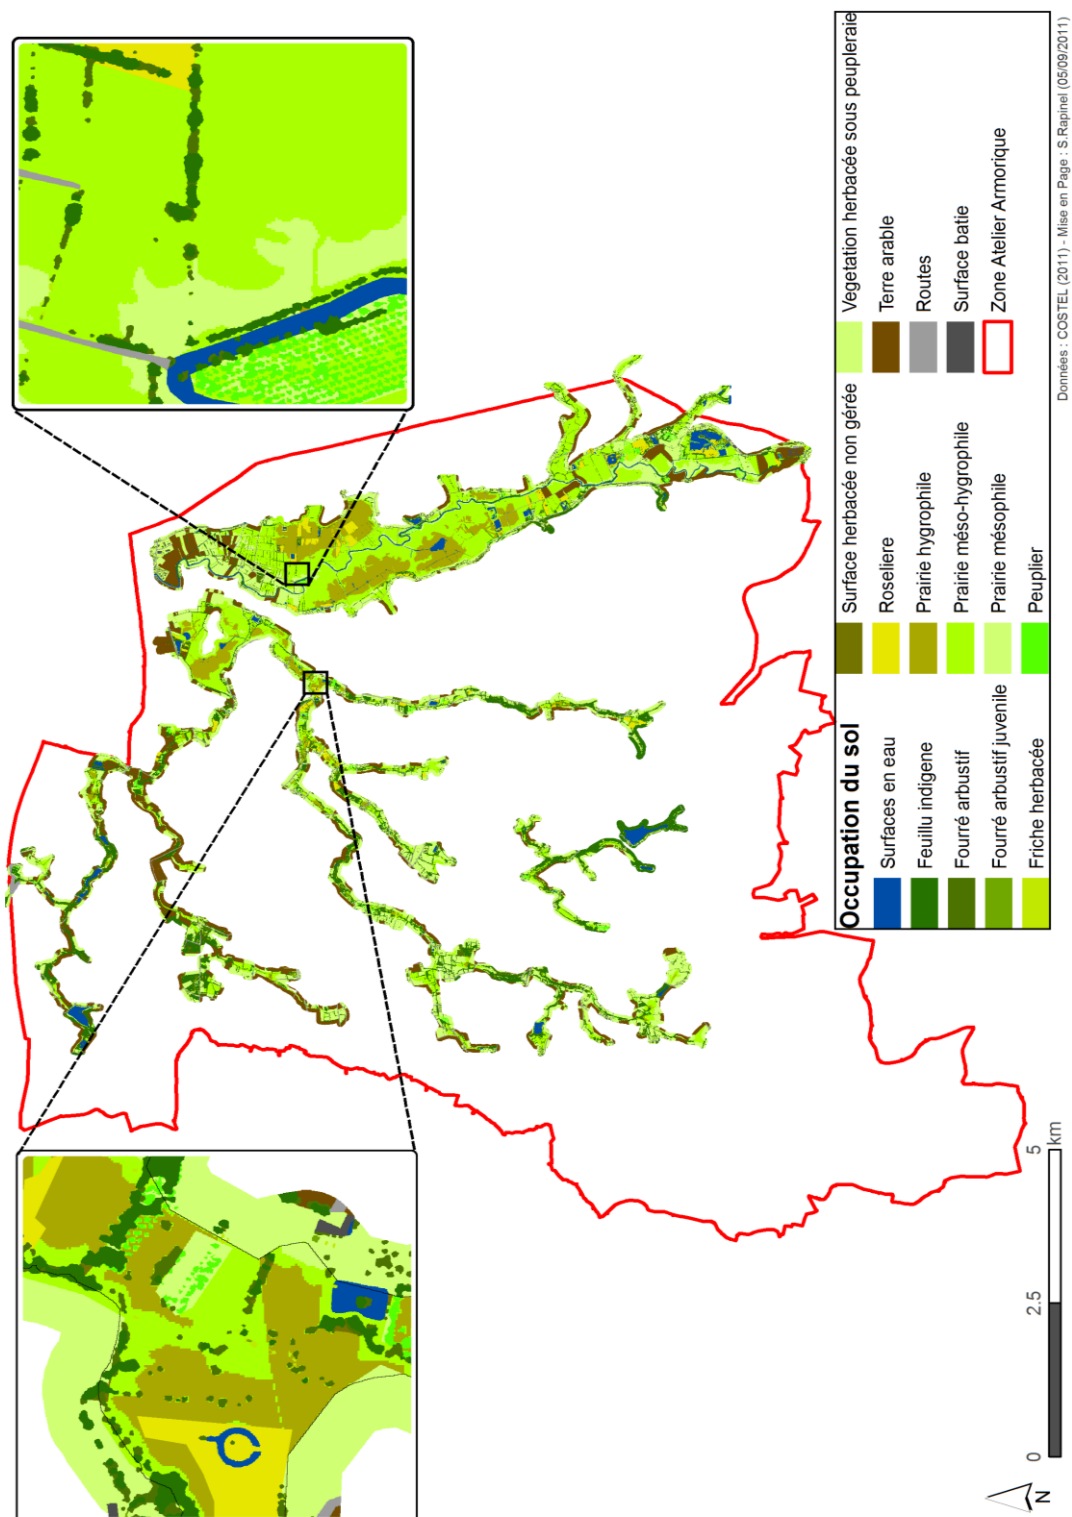 Occupation du sol
Surfaces en eau
Feuillu indigene
Fourré arbustif
Fourré arbustif juvenile
Friche herbacée
Surface herbacée non gérée
Roseliere
Prairie hygrophile
Prairie méso-hygrophile
Prairie mésophile
Peuplier
Vegetation herbacée sous peupleraie
Terre arable
Routes
Surface batie
Zone Atelier Armorique
Données : COSTEL (2011) - Mise en Page : S.Rapinel (05/09/2011)
N
0 2.5 5
km